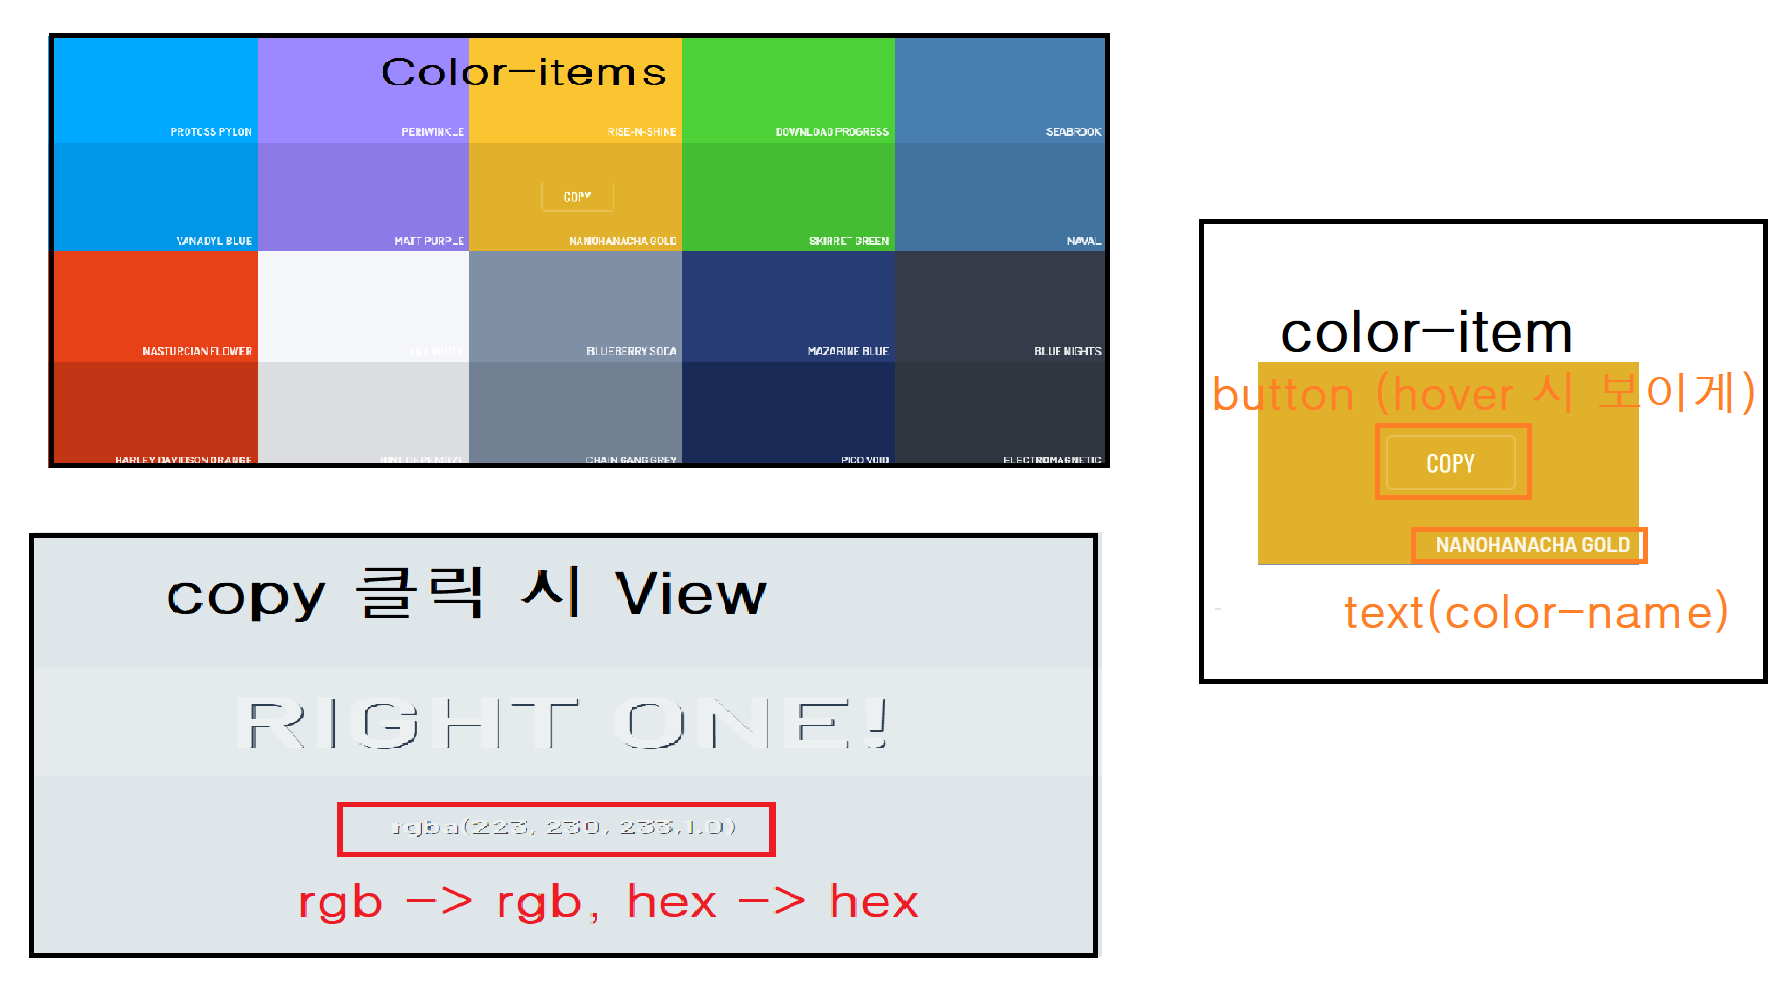 Color-items
PROTOSS PYLON
PERIWINKLE
RISE-N-SHINE
DOWNLOAD PROGRESS
SEABROOK
COPY
VANADYL BLUE
MATT PURPLE
NANOHANACHA GOLD
SKIRRET GREEN
NAVAL
NASTURCIAN FLOWER
BLUEBERRY SODA
MAZARINE BLUE
BLUE NIGHTS
HARLEY DAVIDSON ORANGE
HINT OF PENSIVE
CHAIN GANG GREY
PICO VOID
ELECTROMAGNETIC
color-item
button (hover 시 보이게)
COPY
NANOHANACHA GOLD
text(color-name)
copy 클릭 시 View
RIGHT ONE!
rgba(223, 230, 233,1.0)
rgb -> rgb, hex -> hex